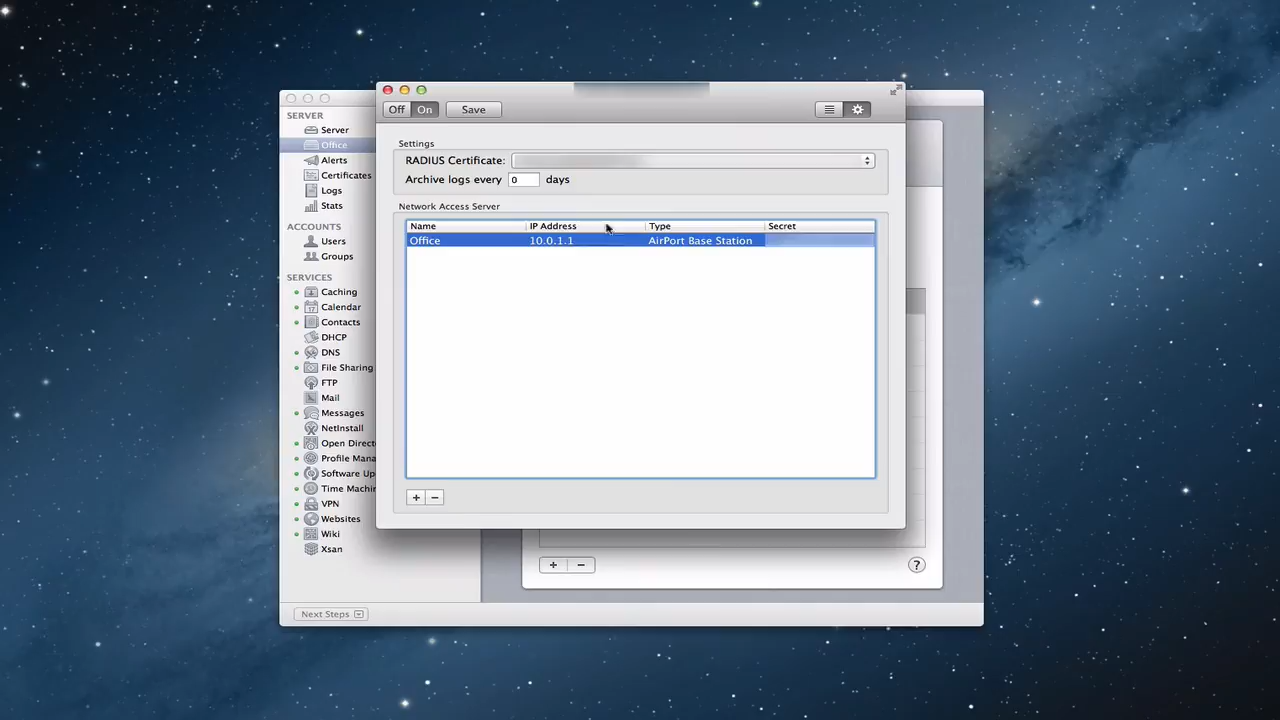 Off On Save
Settings
RADIUS Certificate:
Archive logs every 0 days
Network Access Server
Name IP Address Type Secret
Office 10.0.1.1 AirPort Base Station
+ −
SERVER
Server
Office
Alerts
Certificates
Logs
Stats
ACCOUNTS
Users
Groups
SERVICES
Caching
Calendar
Contacts
DHCP
DNS
File Sharing
FTP
Mail
Messages
NetInstall
Open Direct
Profile Mana
Software Up
Time Machin
VPN
Websites
Wiki
Xsan
+ − ?
Next Steps